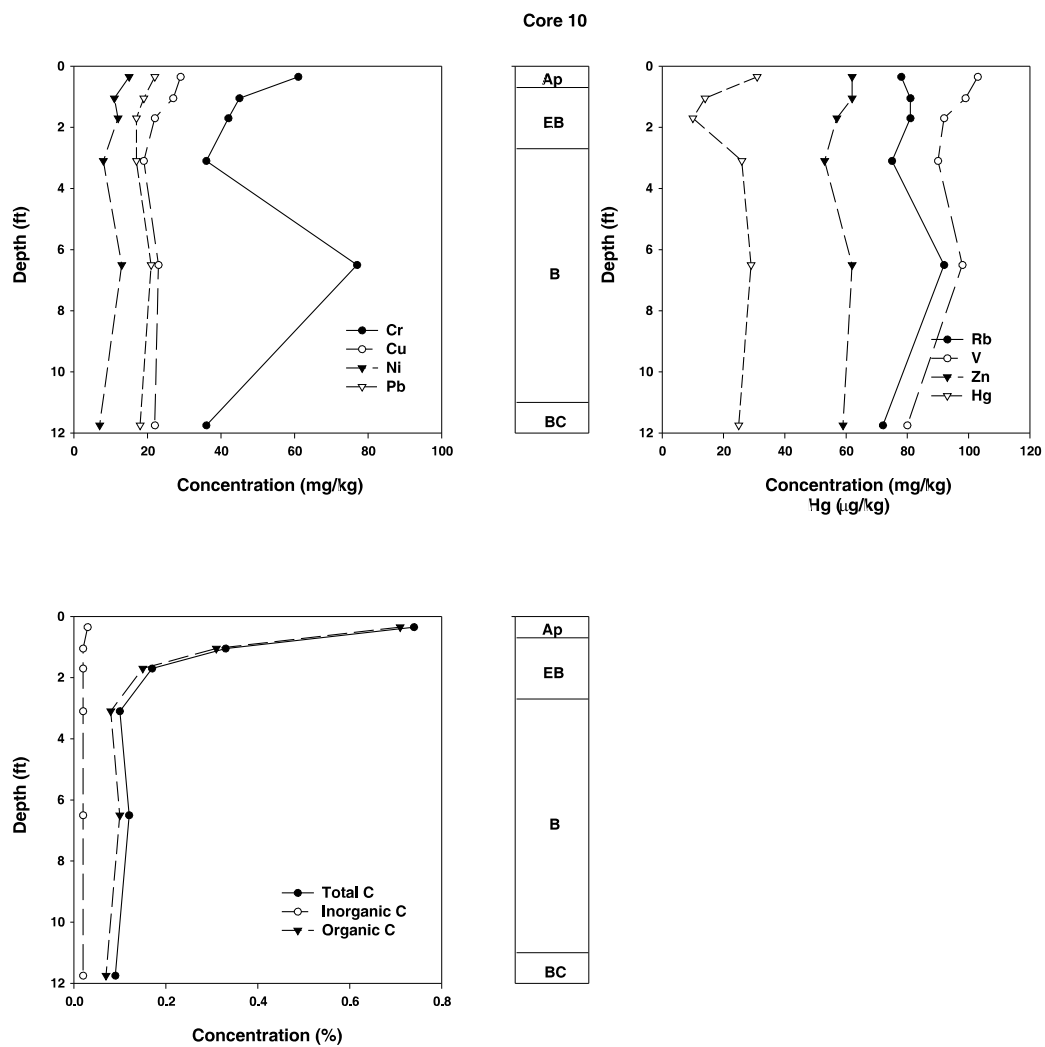 Core 10
0
2
4
6
8
10
12
Depth (ft)
0 20 40 60 80 100
Concentration (mg/kg)
Cr
Cu
Ni
Pb
Ap
EB
B
BC
0
2
4
6
8
10
12
Depth (ft)
0 20 40 60 80 100 120
Concentration (mg/kg)
Hg (μg/kg)
Rb
V
Zn
Hg
0
2
4
6
8
10
12
Depth (ft)
0.0 0.2 0.4 0.6 0.8
Concentration (%)
Total C
Inorganic C
Organic C
Ap
EB
B
BC